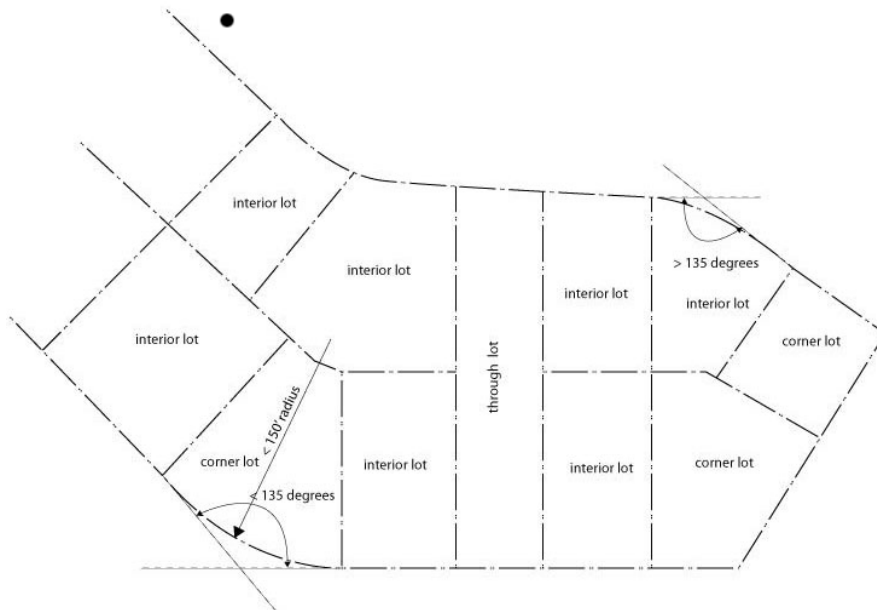 interior lot
interior lot
> 135 degrees
interior lot
interior lot
interior lot
corner lot
through lot
< 150' radius
corner lot
interior lot
interior lot
corner lot
< 135 degrees